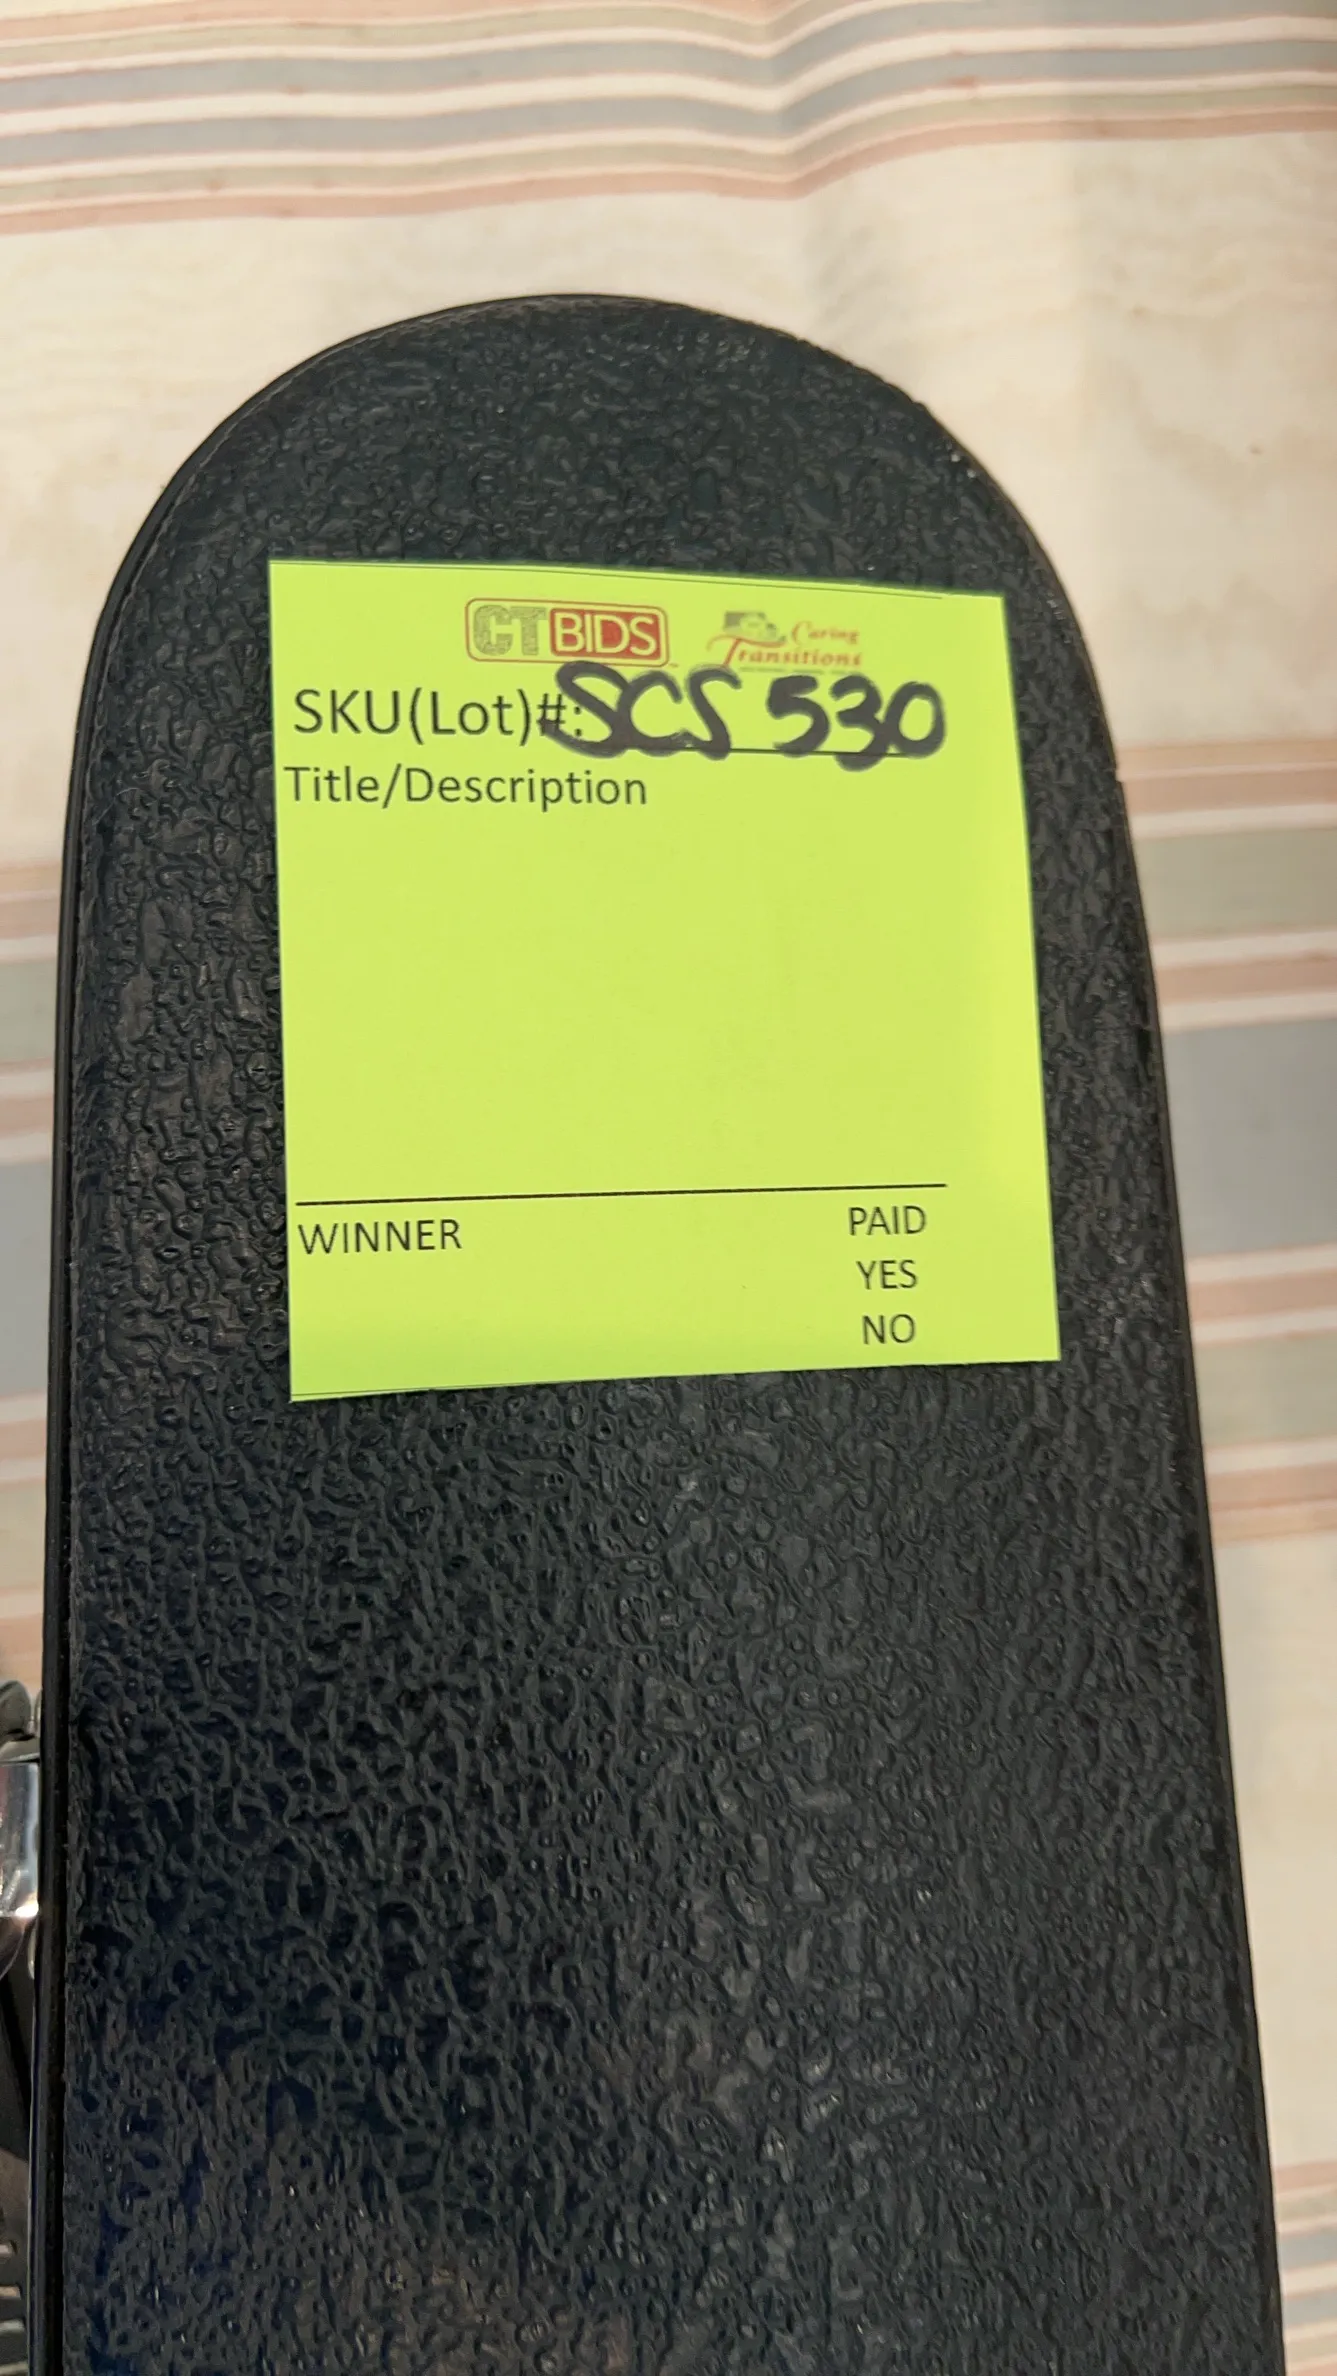 CTBIDS Caring Transitions
SKU(Lot)#: SCS 530
Title/Description
WINNER PAID
YES
NO